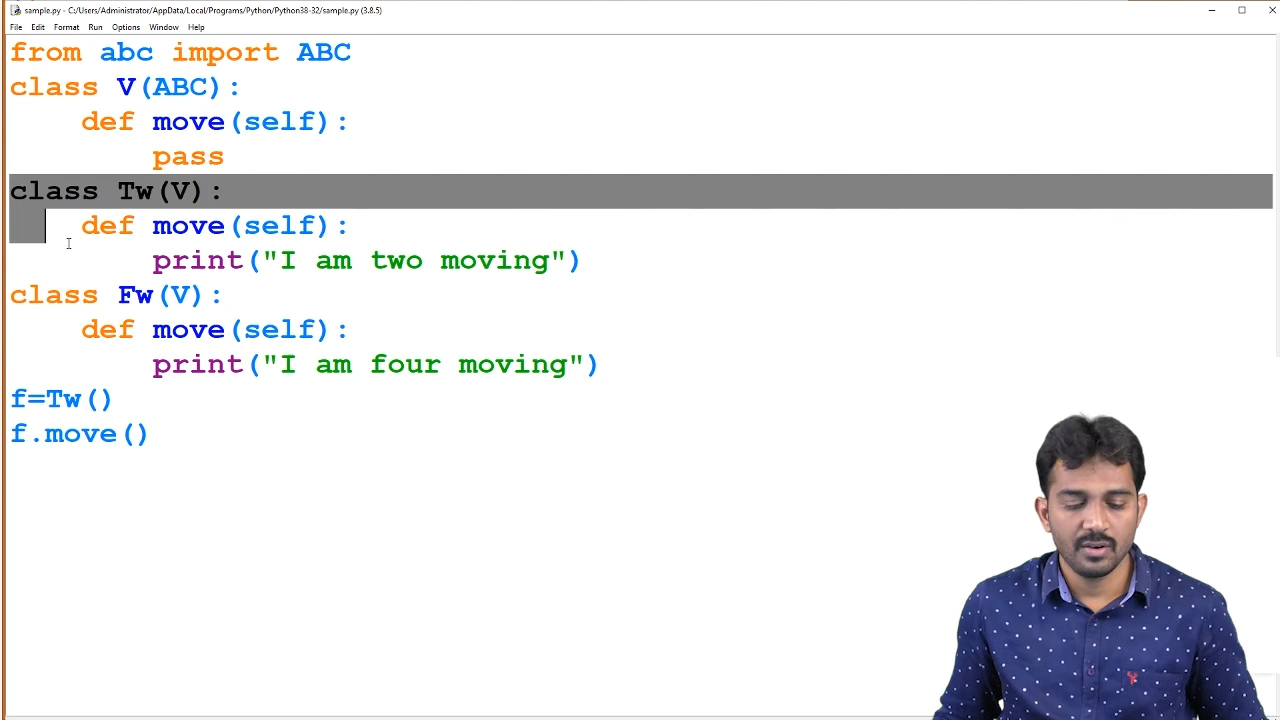 sample.py - C:/Users/Administrator/AppData/Local/Programs/Python/Python38-32/sample.py (3.8.5)
File Edit Format Run Options Window Help
from abc import ABC
class V(ABC):
    def move(self):
        pass
class Tw(V):
    def move(self):
        print("I am two moving")
class Fw(V):
    def move(self):
        print("I am four moving")
f=Tw()
f.move()